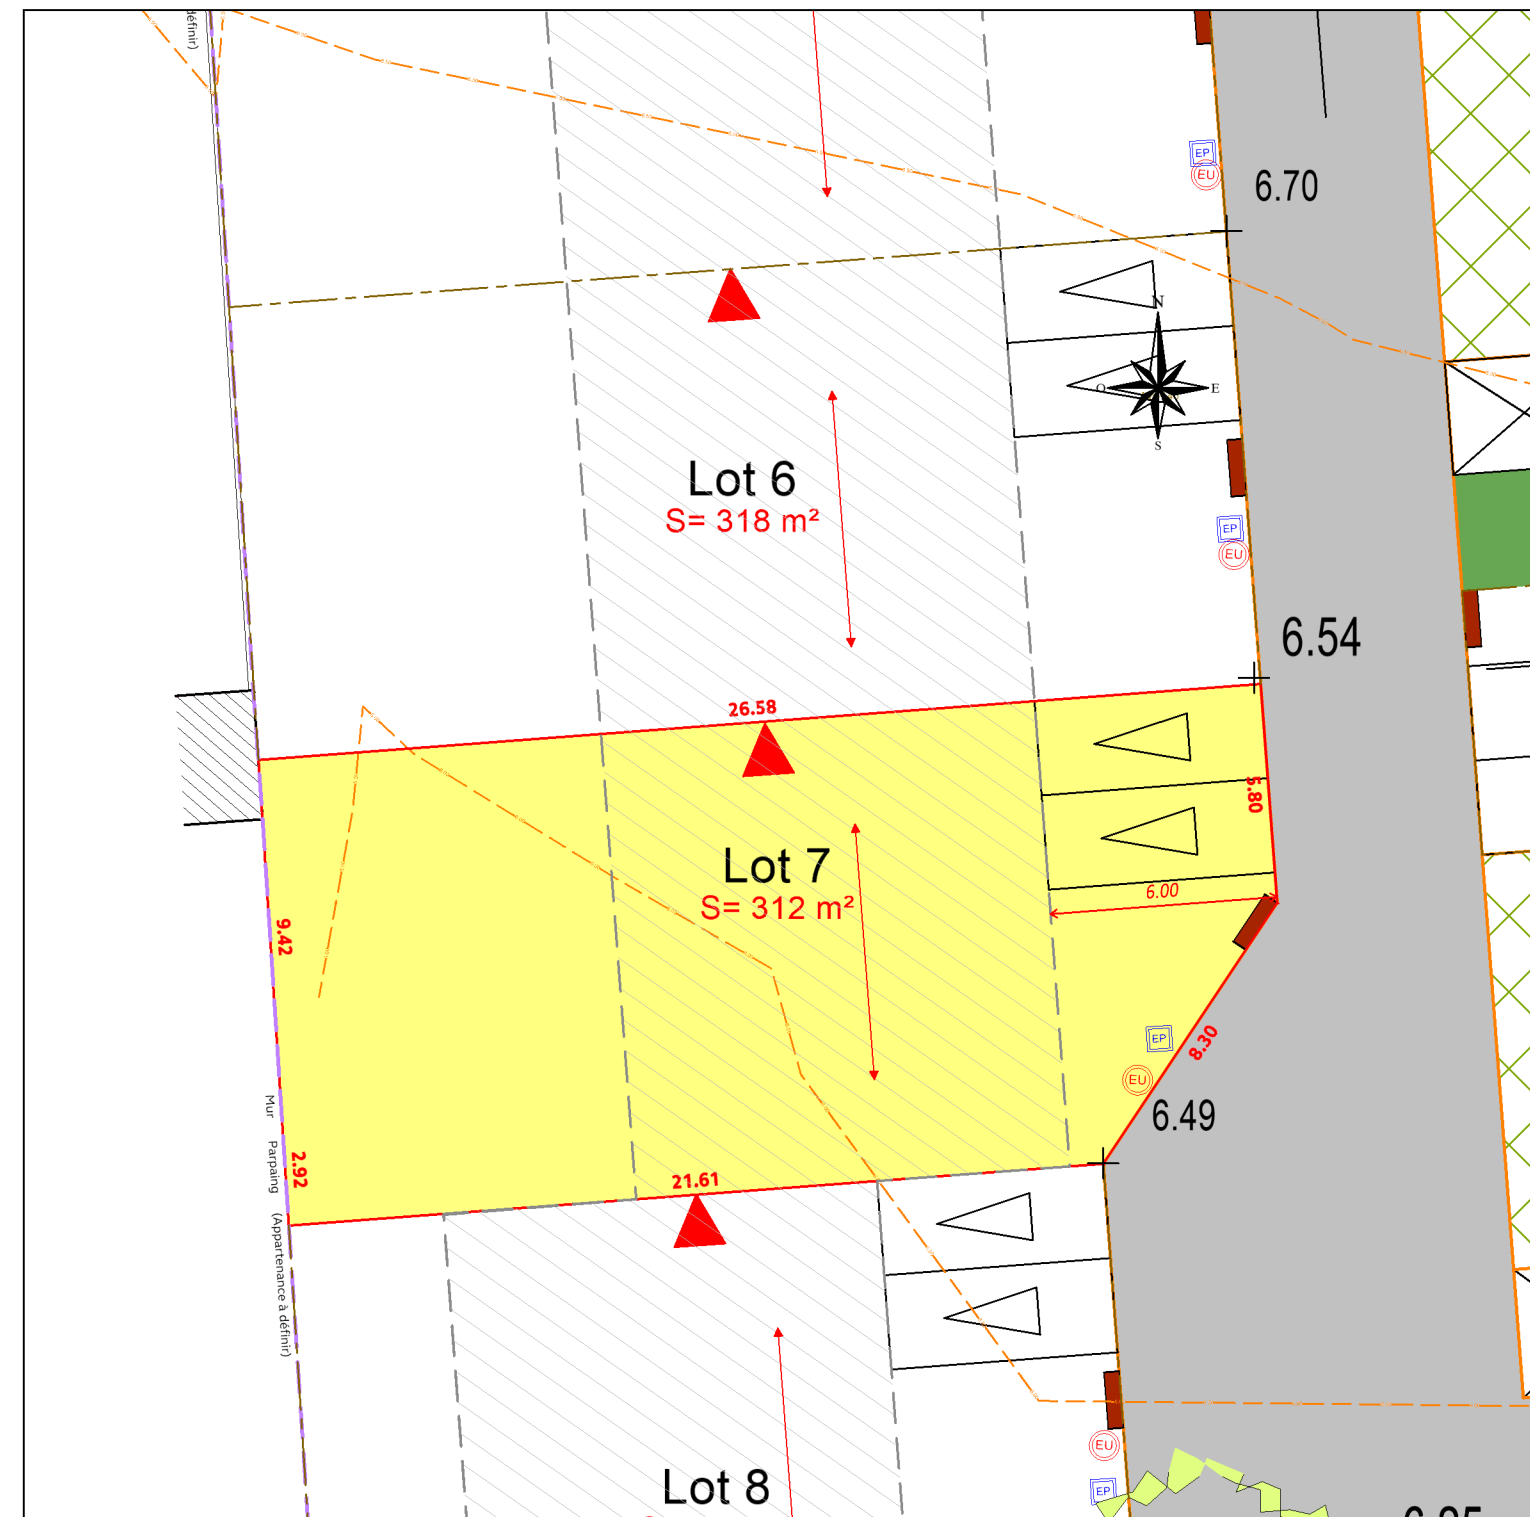 définir)
EP
EU
6.70
N
O
E
S
Lot 6
S= 318 m²
EP
EU
6.54
26.58
5.80
Lot 7
S= 312 m²
6.00
9.42
EP
8.30
EU
6.49
Mur Parpaing (Appartenance à définir)
2.92
21.61
EU
Lot 8
EP